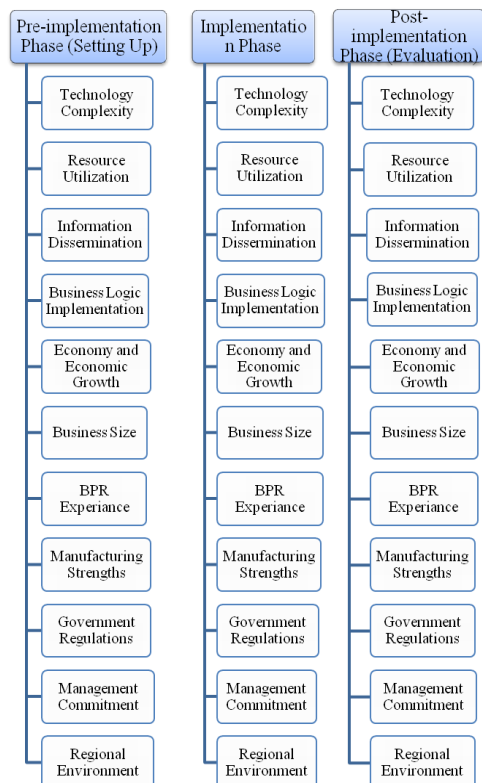 Pre-implementation
Phase (Setting Up)
Technology
Complexity
Resource
Utilization
Information
Dissemination
Business Logic
Implementation
Economy and
Economic
Growth
Business Size
BPR
Experiance
Manufacturing
Strengths
Government
Regulations
Management
Commitment
Regional
Environment
Implementatio
n Phase
Technology
Complexity
Resource
Utilization
Information
Dissemination
Business Logic
Implementation
Economy and
Economic
Growth
Business Size
BPR
Experiance
Manufacturing
Strengths
Government
Regulations
Management
Commitment
Regional
Environment
Post-
implementation
Phase (Evaluation)
Technology
Complexity
Resource
Utilization
Information
Dissemination
Business Logic
Implementation
Economy and
Economic
Growth
Business Size
BPR
Experiance
Manufacturing
Strengths
Government
Regulations
Management
Commitment
Regional
Environment